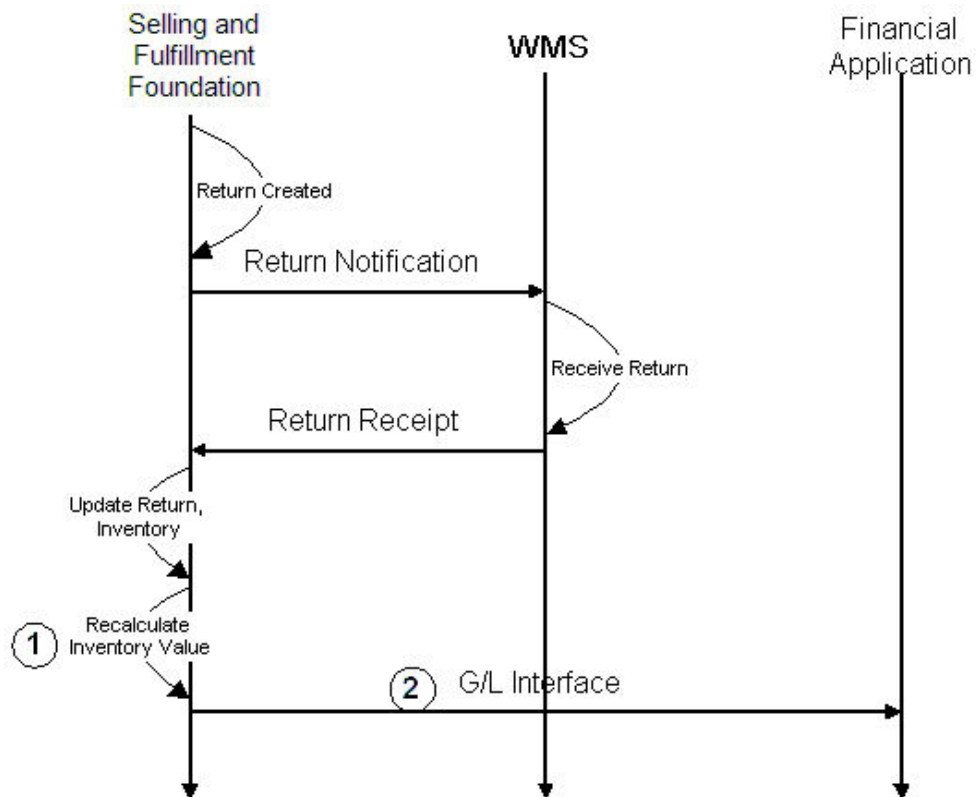 Selling and
Fulfillment
Foundation
WMS
Financial
Application
Return Created
Return Notification
Receive Return
Return Receipt
Update Return,
Inventory
1
Recalculate
Inventory Value
2
G/L Interface